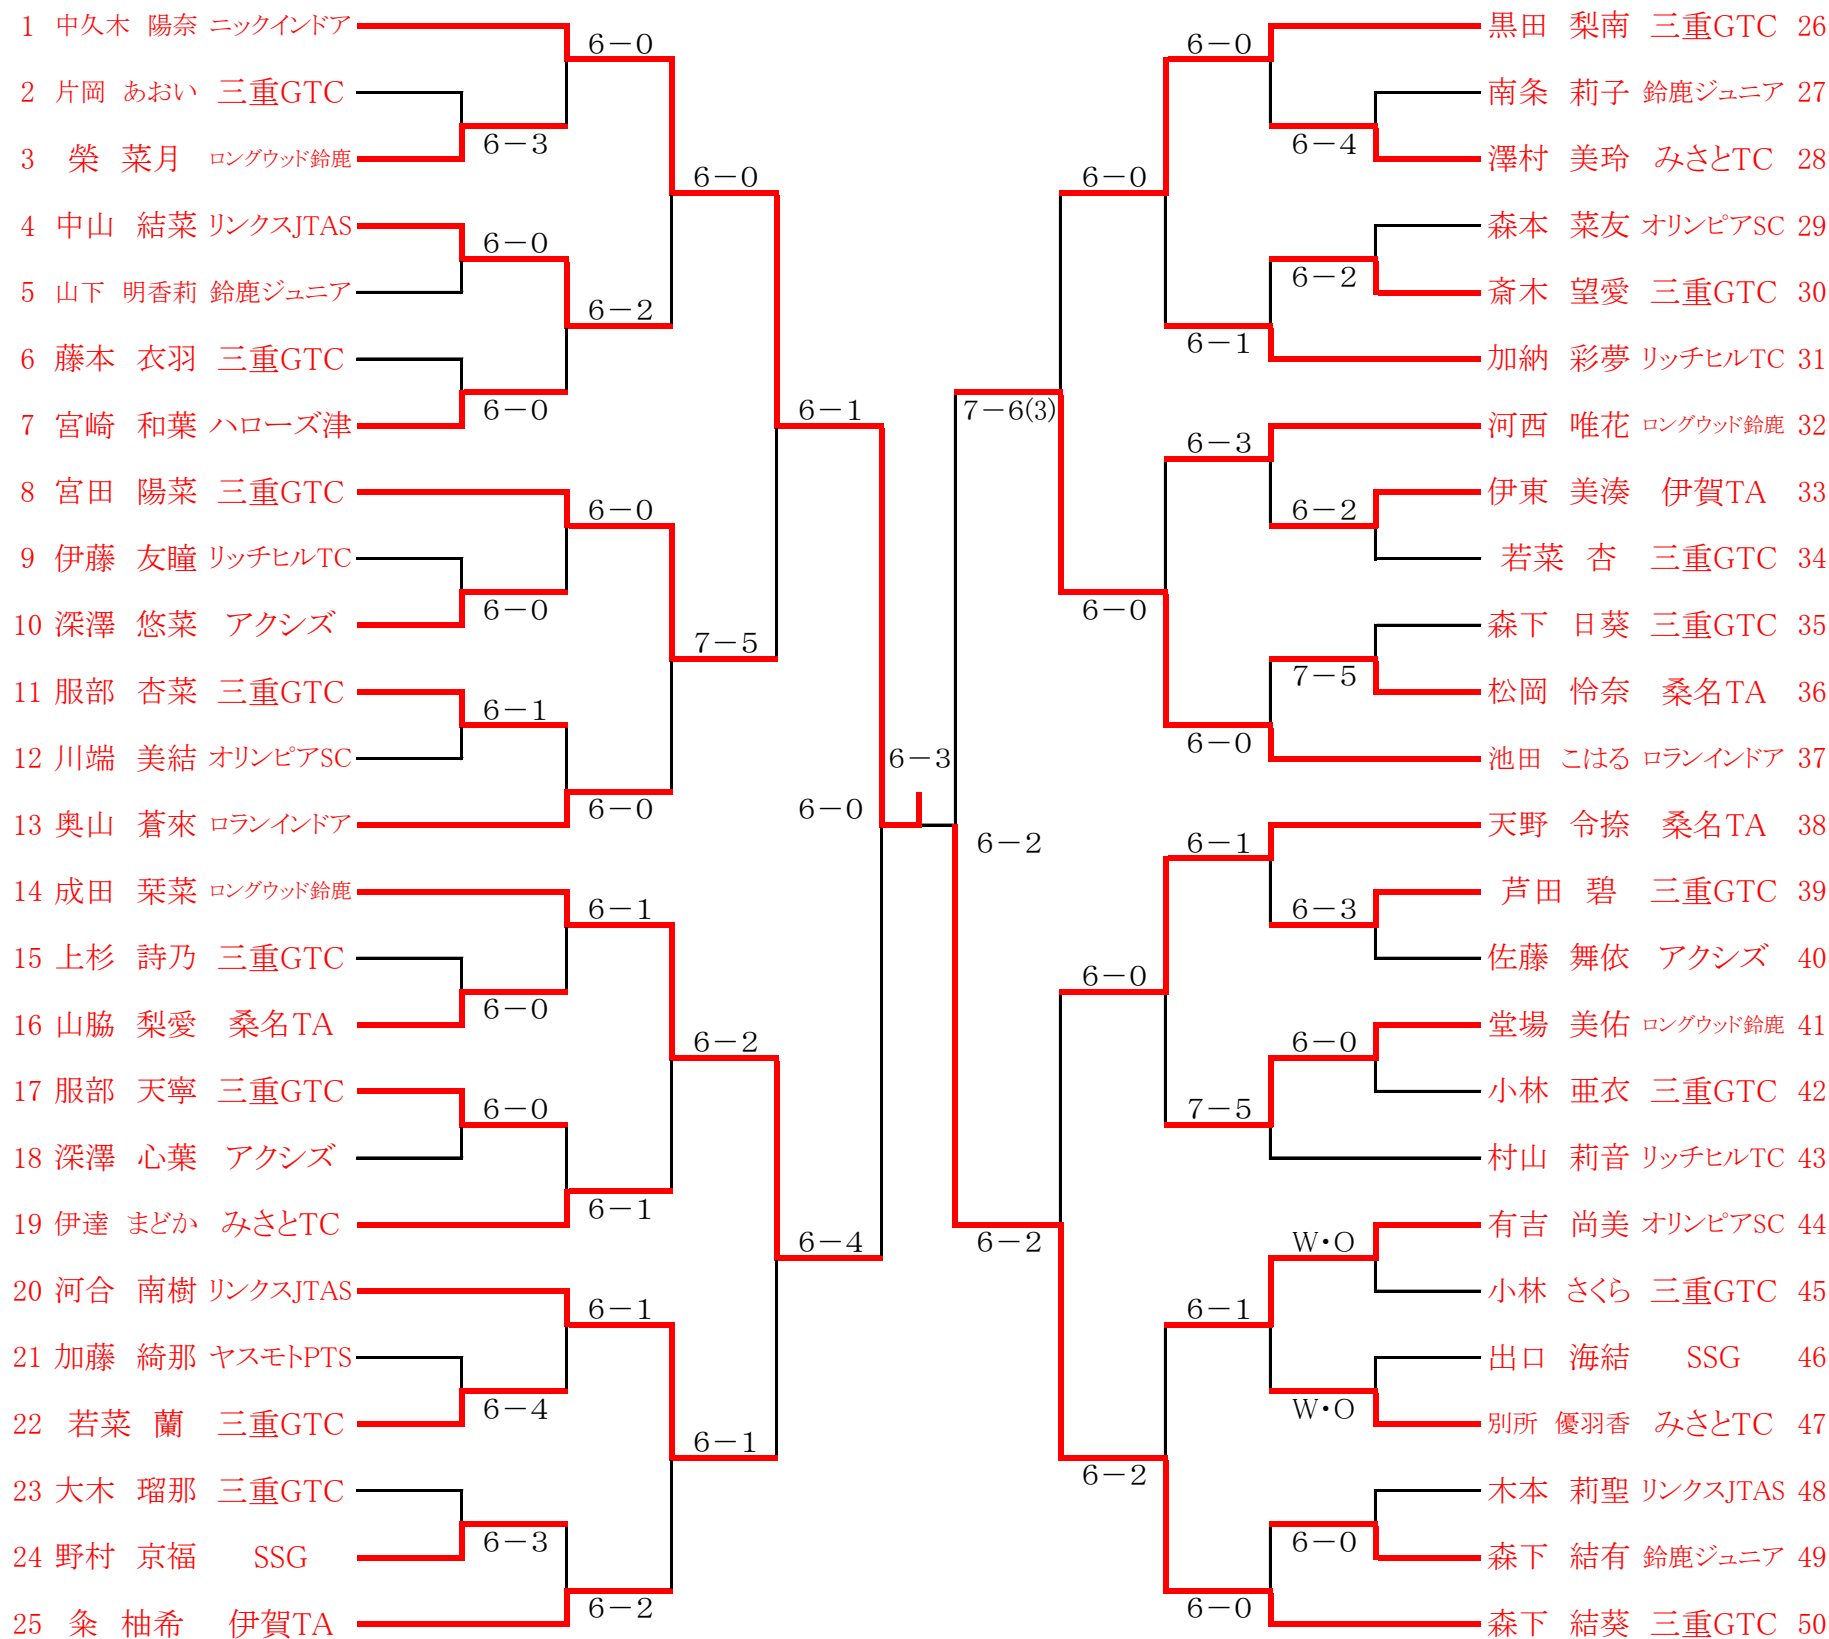 1 中久木 陽奈 ニックインドア
2 片岡 あおい 三重GTC
3 榮 菜月 ロングウッド鈴鹿
4 中山 結菜 リンクスJTAS
5 山下 明香莉 鈴鹿ジュニア
6 藤本 衣羽 三重GTC
7 宮崎 和葉 ハローズ津
8 宮田 陽菜 三重GTC
9 伊藤 友瞳 リッチヒルTC
10 深澤 悠菜 アクシズ
11 服部 杏菜 三重GTC
12 川端 美結 オリンピアSC
13 奥山 蒼來 ロランインドア
14 成田 栞菜 ロングウッド鈴鹿
15 上杉 詩乃 三重GTC
16 山脇 梨愛 桑名TA
17 服部 天寧 三重GTC
18 深澤 心葉 アクシズ
19 伊達 まどか みさとTC
20 河合 南樹 リンクスJTAS
21 加藤 綺那 ヤスモトPTS
22 若菜 蘭 三重GTC
23 大木 瑠那 三重GTC
24 野村 京福 SSG
25 粂 柚希 伊賀TA
6-3
6-0
6-0
6-0
6-1
6-0
6-0
6-4
6-3
6-0
6-2
6-0
6-0
6-1
6-1
6-1
6-2
6-0
7-5
6-2
6-1
6-1
6-4
6-0
6-3
6-2
7-6(3)
6-2
6-0
6-0
6-0
6-2
6-0
6-1
6-3
6-0
6-1
7-5
6-1
6-0
6-4
6-2
6-2
7-5
6-3
6-0
W・O
W・O
6-0
黒田 梨南 三重GTC 26
南条 莉子 鈴鹿ジュニア 27
澤村 美玲 みさとTC 28
森本 菜友 オリンピアSC 29
斎木 望愛 三重GTC 30
加納 彩夢 リッチヒルTC 31
河西 唯花 ロングウッド鈴鹿 32
伊東 美湊 伊賀TA 33
若菜 杏 三重GTC 34
森下 日葵 三重GTC 35
松岡 怜奈 桑名TA 36
池田 こはる ロランインドア 37
天野 令捺 桑名TA 38
芦田 碧 三重GTC 39
佐藤 舞依 アクシズ 40
堂場 美佑 ロングウッド鈴鹿 41
小林 亜衣 三重GTC 42
村山 莉音 リッチヒルTC 43
有吉 尚美 オリンピアSC 44
小林 さくら 三重GTC 45
出口 海結 SSG 46
別所 優羽香 みさとTC 47
木本 莉聖 リンクスJTAS 48
森下 結有 鈴鹿ジュニア 49
森下 結葵 三重GTC 50